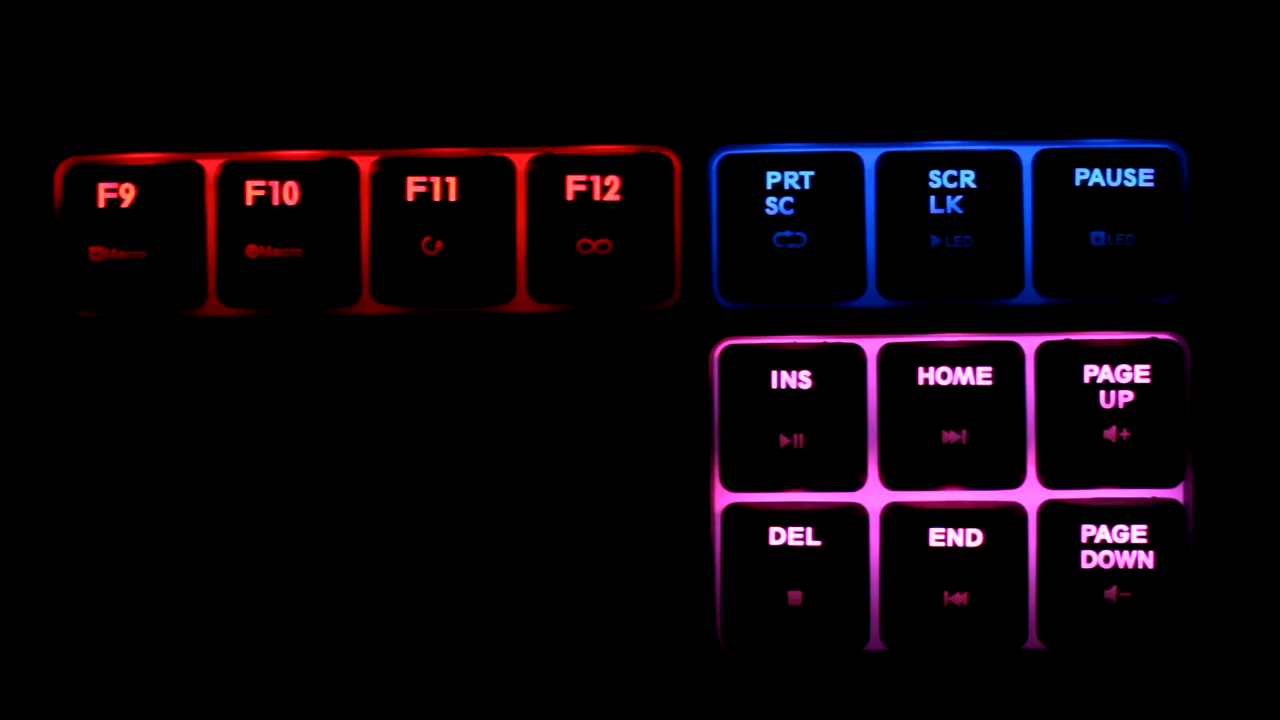 F9
F10
F11
F12
PRT
SC
SCR
LK
PAUSE
Macro
Macro
LED
LED
INS
HOME
PAGE
UP
DEL
END
PAGE
DOWN